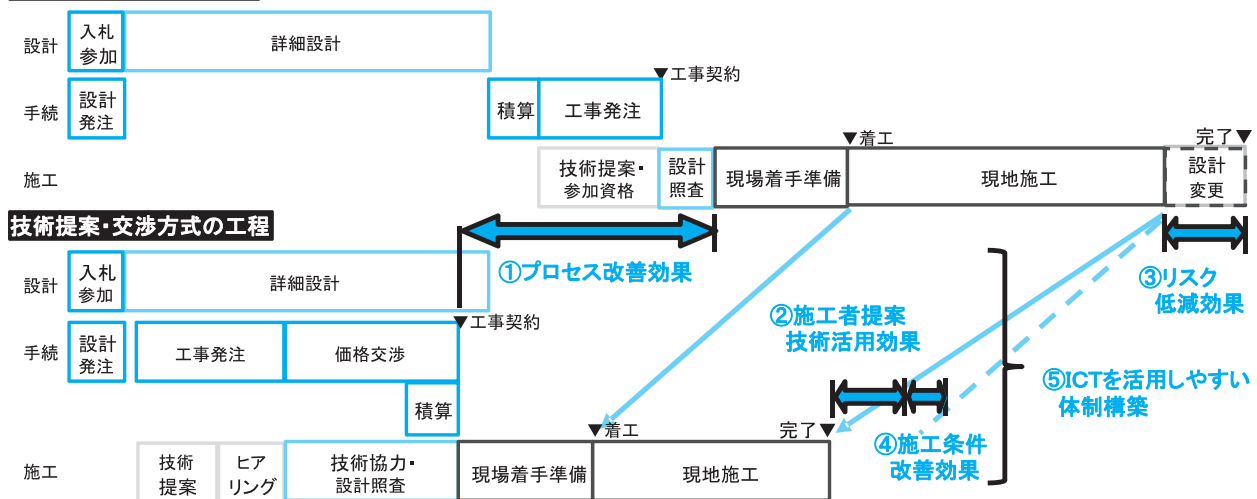 設計
入札
参加
詳細設計
▼工事契約
手続
設計
発注
積算
工事発注
▼着工
完了▼
施工
技術提案・
参加資格
設計
照査
現場着手準備
現地施工
設計
変更
技術提案・交渉方式の工程
①プロセス改善効果
設計
入札
参加
詳細設計
③リスク
低減効果
②施工者提案
技術活用効果
▼工事契約
手続
設計
発注
工事発注
価格交渉
積算
⑤ICTを活用しやすい
体制構築
▼着工
完了▼
④施工条件
改善効果
施工
技術
提案
ヒア
リング
技術協力・
設計照査
現場着手準備
現地施工